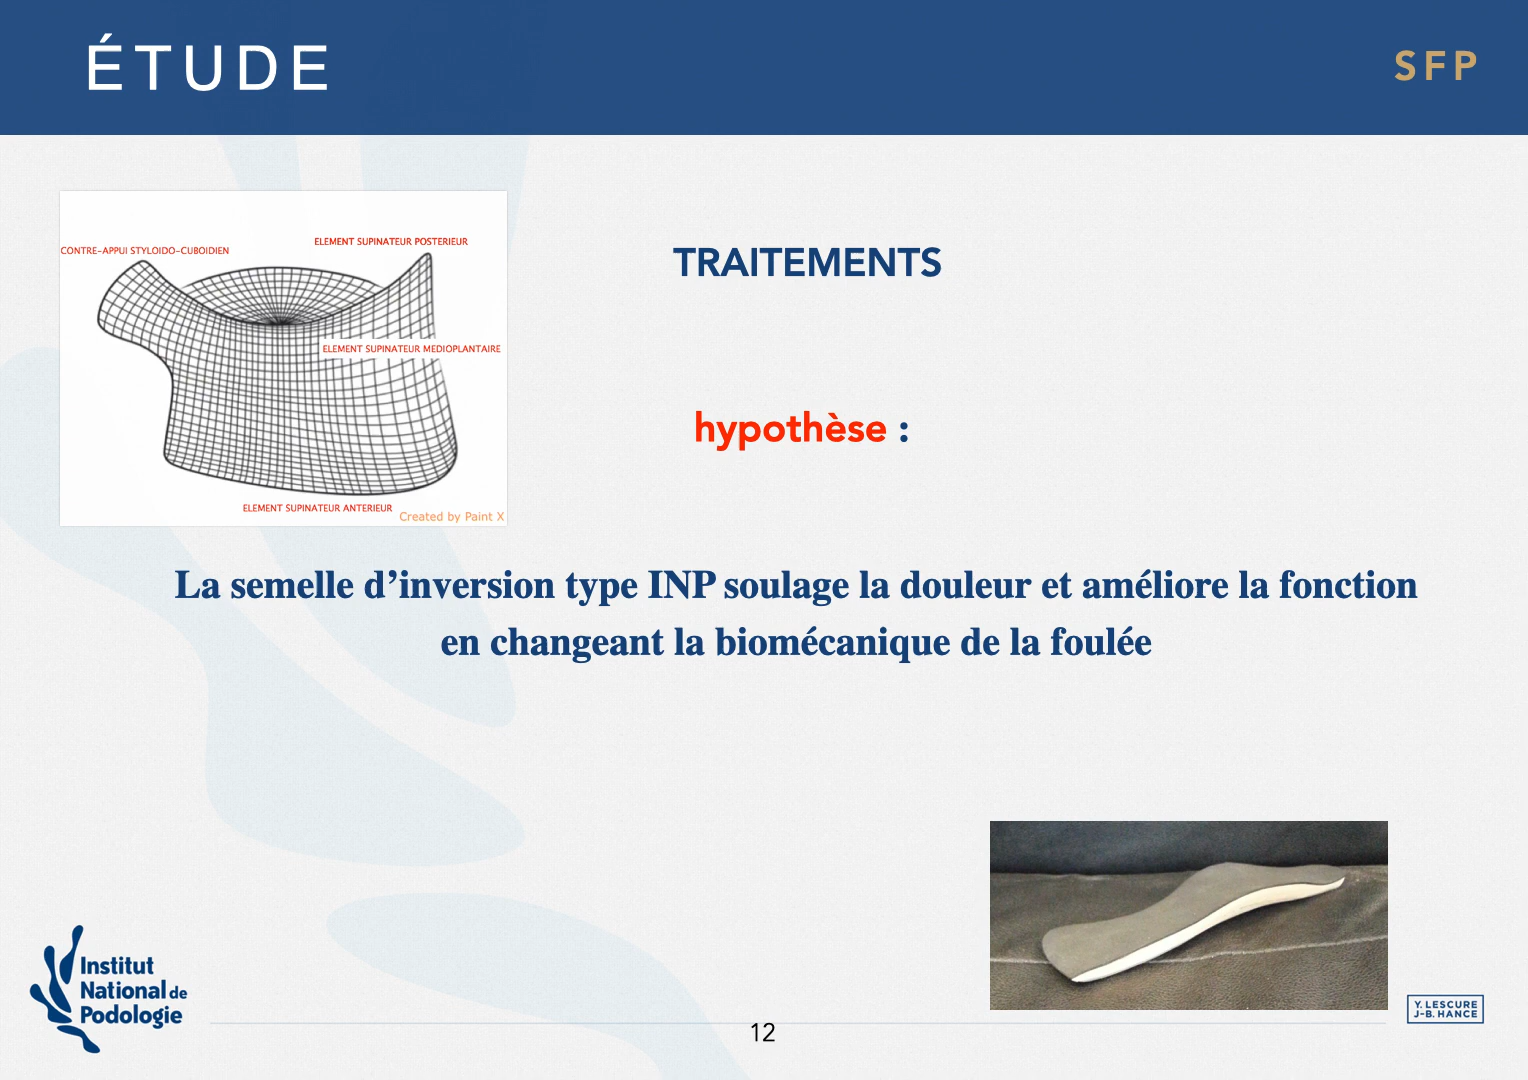 ÉTUDE
SFP
CONTRE-APPUI STYLOIDO-CUBOIDIEN
ELEMENT SUPINATEUR POSTERIEUR
ELEMENT SUPINATEUR MEDIOPLANTAIRE
ELEMENT SUPINATEUR ANTERIEUR
Created by Paint X
TRAITEMENTS
hypothèse :
La semelle d’inversion type INP soulage la douleur et améliore la fonction
en changeant la biomécanique de la foulée
Institut
National de
Podologie
12
Y. LESCURE
J-B. HANCE